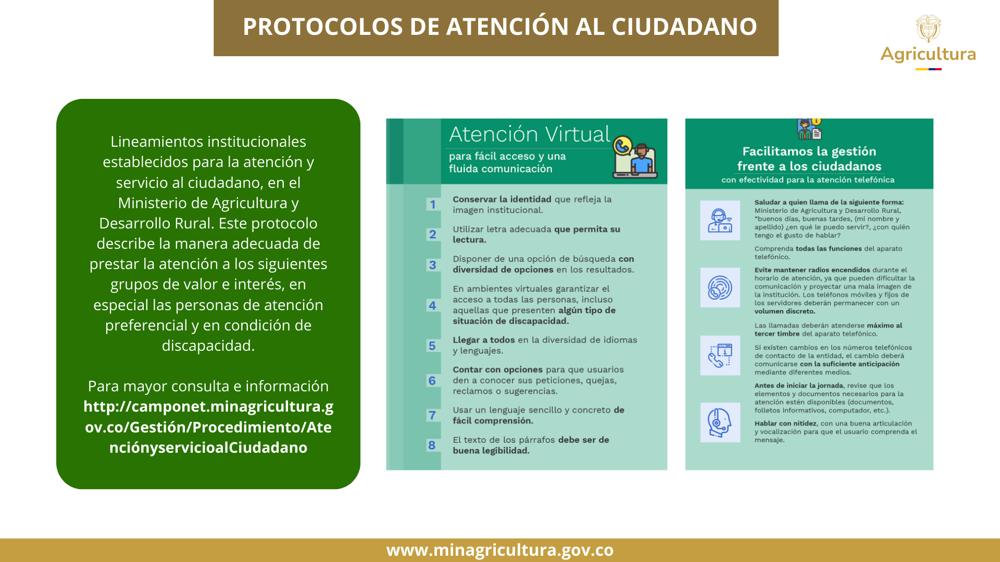 PROTOCOLOS DE ATENCIÓN AL CIUDADANO
Agricultura
Lineamientos institucionales
establecidos para la atención y
servicio al ciudadano, en el
Ministerio de Agricultura y
Desarrollo Rural. Este protocolo
describe la manera adecuada de
prestar la atención a los siguientes
grupos de valor e interés, en
especial las personas de atención
preferencial y en condición de
discapacidad.
Para mayor consulta e información
http://camponet.minagricultura.g
ov.co/Gestión/Procedimiento/Ate
nciónyservicioalCiudadano
Atención Virtual
para fácil acceso y una
fluida comunicación
1
Conservar la identidad que refleja la
imagen institucional.
2
Utilizar letra adecuada que permita su
lectura.
3
Disponer de una opción de búsqueda con
diversidad de opciones en los resultados.
4
En ambientes virtuales garantizar el
acceso a todas las personas, incluso
aquellas que presenten algún tipo de
situación de discapacidad.
5
Llegar a todos en la diversidad de idiomas
y lenguajes.
6
Contar con opciones para que usuarios
den a conocer sus peticiones, quejas,
reclamos o sugerencias.
7
Usar un lenguaje sencillo y concreto de
fácil comprensión.
8
El texto de los párrafos debe ser de
buena legibilidad.
Facilitamos la gestión
frente a los ciudadanos
con efectividad para la atención telefónica
Saludar a quien llama de la siguiente forma:
Ministerio de Agricultura y Desarrollo Rural,
“buenos días, buenas tardes, (mi nombre y
apellido) ¿en qué le puedo servir?, ¿con quién
tengo el gusto de hablar?
Comprenda todas las funciones del aparato
telefónico.
Evite mantener radios encendidos durante el
horario de atención, ya que pueden dificultar la
comunicación y proyectar una mala imagen de
la institución. Los teléfonos móviles y fijos de
los servidores deberán permanecer con un
volumen discreto.
Las llamadas deberán atenderse máximo al
tercer timbre del aparato telefónico.
Si existen cambios en los números telefónicos
de contacto de la entidad, el cambio deberá
comunicarse con la suficiente anticipación
mediante diferentes medios.
Antes de iniciar la jornada, revise que los
elementos y documentos necesarios para la
atención estén disponibles (documentos,
folletos informativos, computador, etc.).
Hablar con nitidez, con una buena articulación
y vocalización para que el usuario comprenda el
mensaje.
www.minagricultura.gov.co